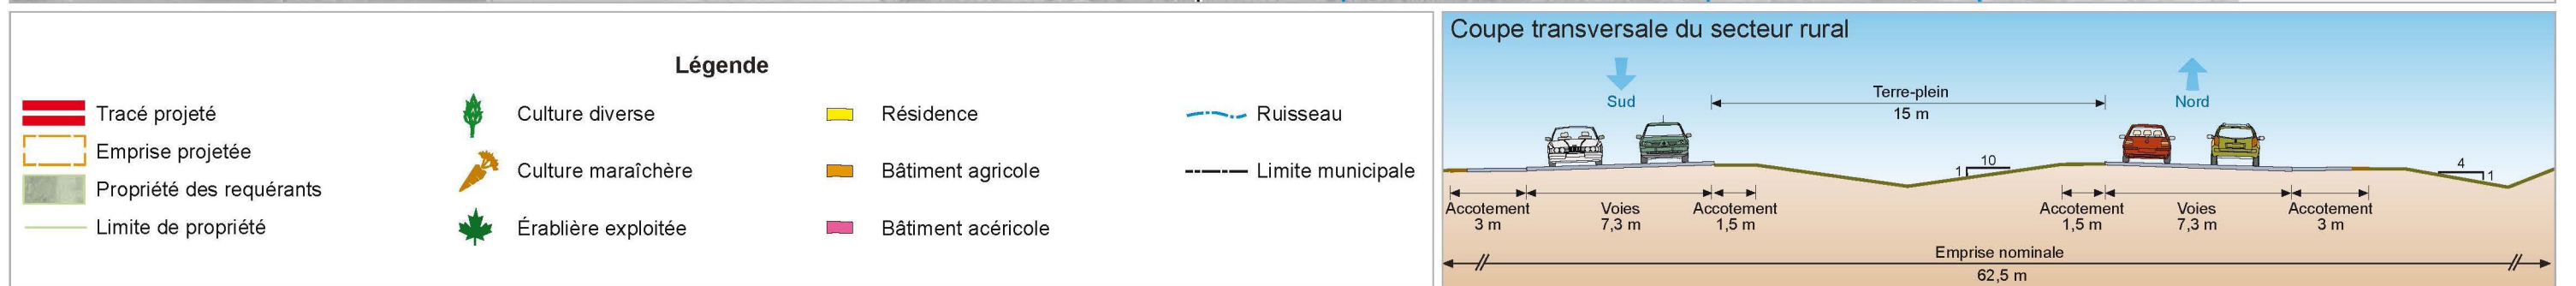 Légende
Tracé projeté
Emprise projetée
Propriété des requérants
Limite de propriété
Culture diverse
Culture maraîchère
Érablière exploitée
Résidence
Bâtiment agricole
Bâtiment acéricole
Ruisseau
Limite municipale
Coupe transversale du secteur rural
Sud
Terre-plein
15 m
Nord
1
10
4
1
Accotement
3 m
Voies
7,3 m
Accotement
1,5 m
Accotement
1,5 m
Voies
7,3 m
Accotement
3 m
Emprise nominale
62,5 m